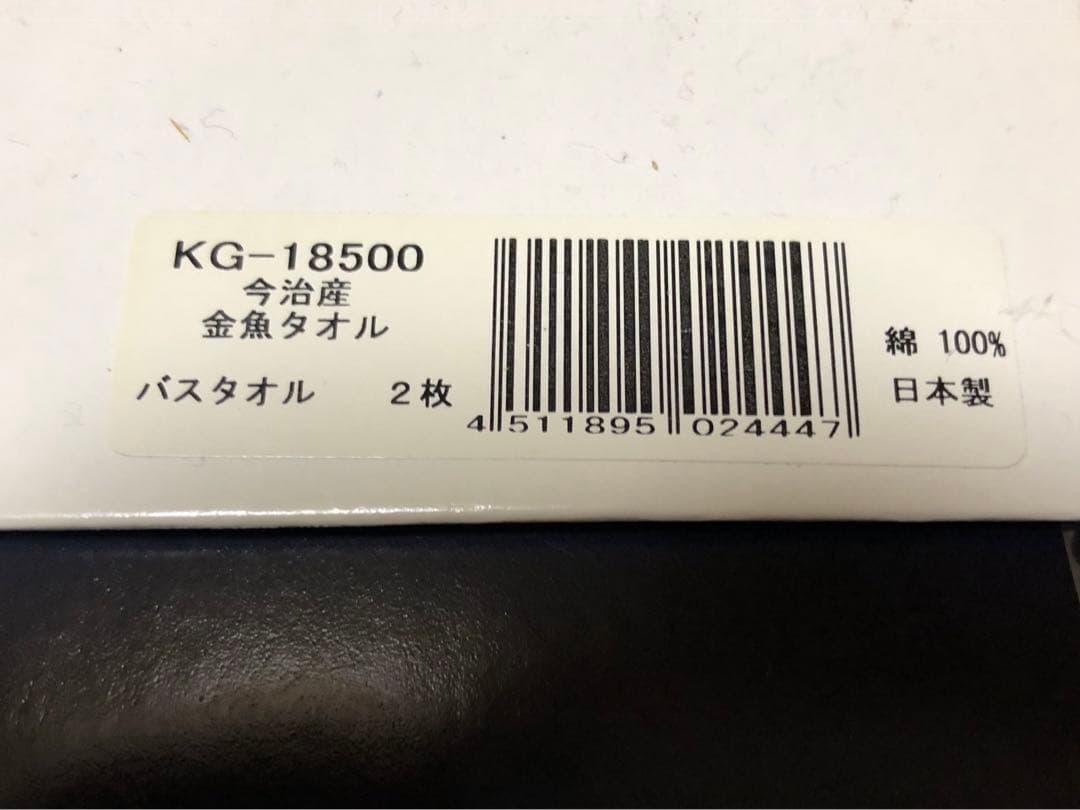 KG-18500
今治産
金魚タオル
バスタオル 2枚
4 511895 024447
綿 100%
日本製